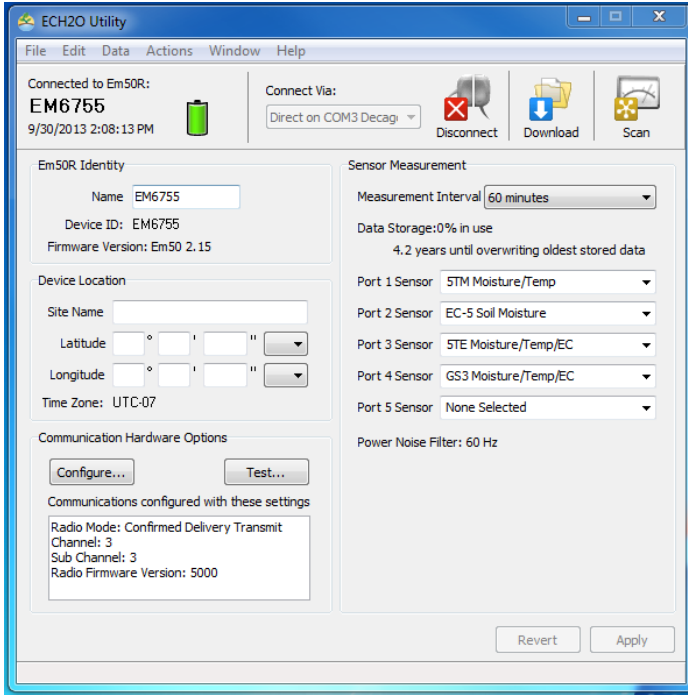 ECH2O Utility
File Edit Data Actions Window Help
Connected to Em50R:
EM6755
9/30/2013 2:08:13 PM
Connect Via:
Direct on COM3 Decag
Disconnect
Download
Scan
Em50R Identity
Name EM6755
Device ID: EM6755
Firmware Version: Em50 2.15
Device Location
Site Name
Latitude ° ' "
Longitude ° ' "
Time Zone: UTC-07
Communication Hardware Options
Configure... Test...
Communications configured with these settings
Radio Mode: Confirmed Delivery Transmit
Channel: 3
Sub Channel: 3
Radio Firmware Version: 5000
Sensor Measurement
Measurement Interval 60 minutes
Data Storage:0% in use
4.2 years until overwriting oldest stored data
Port 1 Sensor 5TM Moisture/Temp
Port 2 Sensor EC-5 Soil Moisture
Port 3 Sensor 5TE Moisture/Temp/EC
Port 4 Sensor GS3 Moisture/Temp/EC
Port 5 Sensor None Selected
Power Noise Filter: 60 Hz
Revert Apply